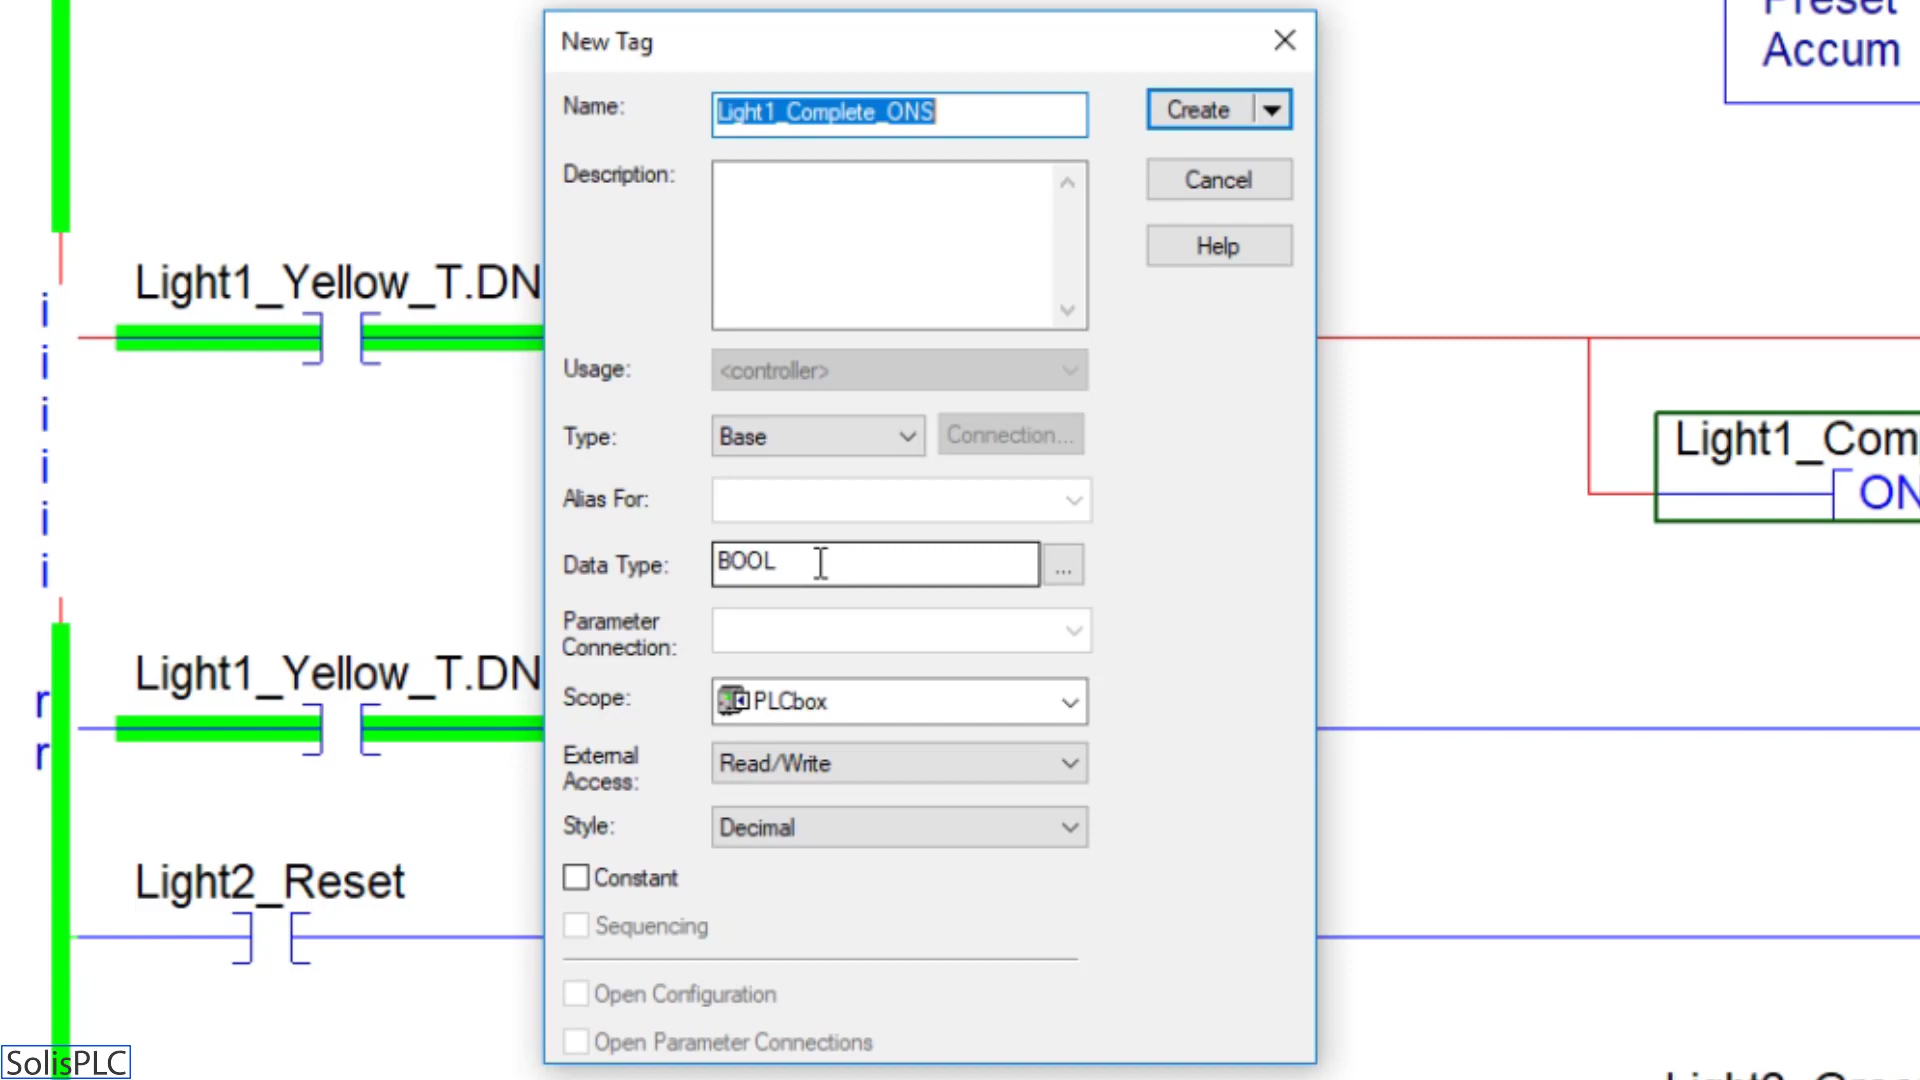 New Tag
Preset
Accum
Name: Light1_Complete_ONS
Create
Description:
Cancel
Help
Light1_Yellow_T.DN
i
i
i
i
i
i
Usage: <controller>
Type: Base Connection...
Light1_Com
ON
Alias For:
Data Type: BOOL ...
Parameter
Connection:
Light1_Yellow_T.DN
Scope: PLCbox
r
r
External
Access:
Read/Write
Style: Decimal
Constant
Light2_Reset
Sequencing
Open Configuration
Open Parameter Connections
SolisPLC